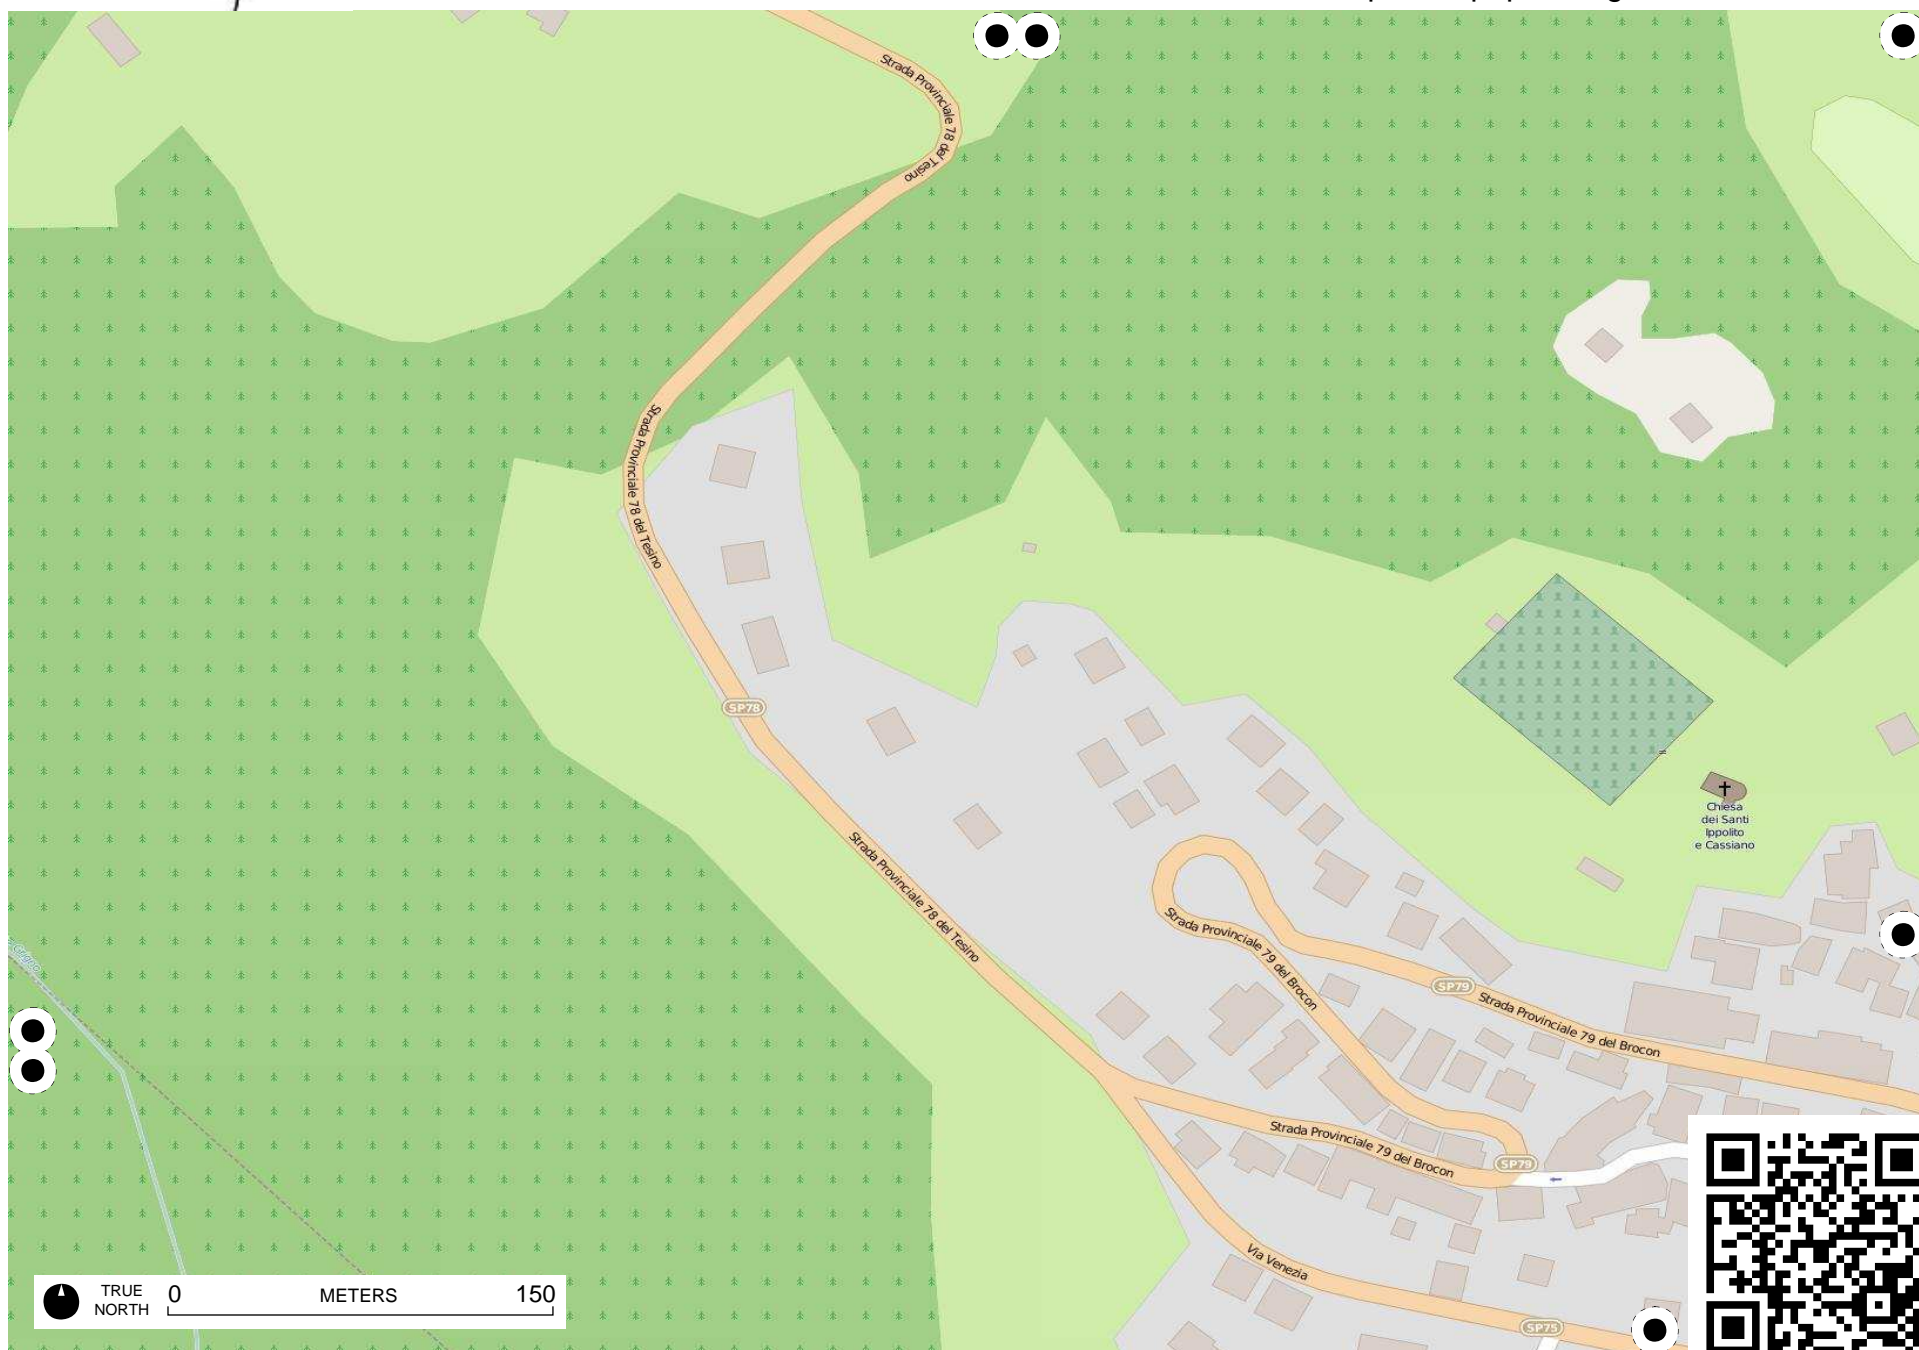 Strada Provinciale 78 del Tesino
Strada Provinciale 78 del Tesino
SP78
Chiesa
dei Santi
Ippolito
e Cassiano
Strada Provinciale 78 del Tesino
Strada Provinciale 79 del Brocon
Grigno
SP79
Strada Provinciale 79 del Brocon
Strada Provinciale 79 del Brocon
SP79
Via Venezia
SP75
TRUE
NORTH
0 METERS 150